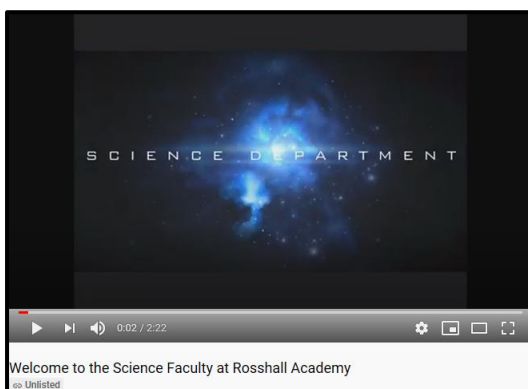 SCIENCE DEPARTMENT
0:02 / 2:22
Welcome to the Science Faculty at Rosshall Academy
Unlisted